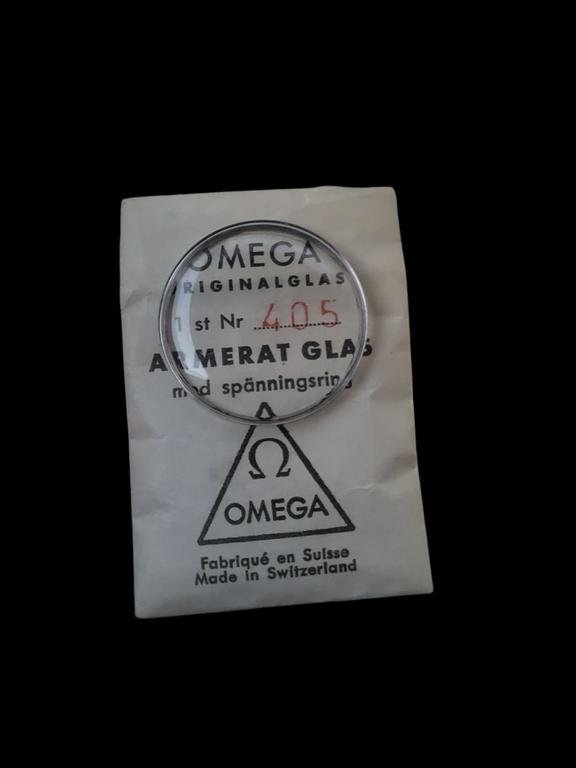 OMEGA
ORIGINALGLAS
1 st Nr 405
ARMERAT GLAS
med spänningsring
Ω
OMEGA
Fabriqué en Suisse
Made in Switzerland